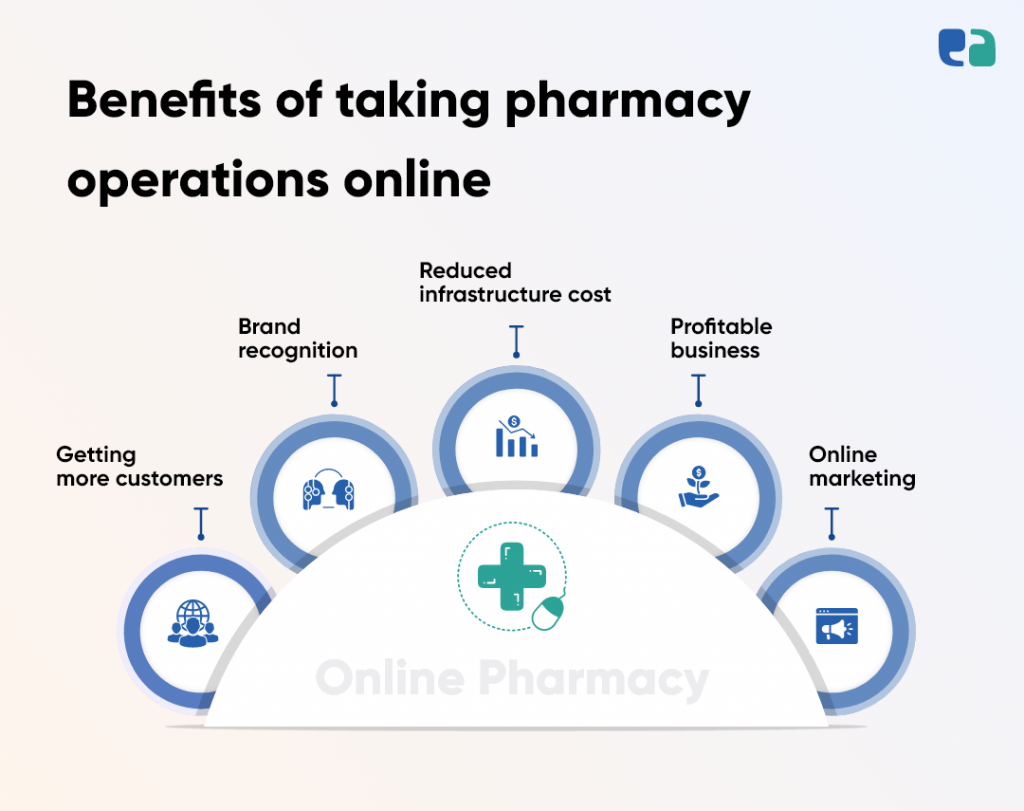 Benefits of taking pharmacy
operations online
Reduced
infrastructure cost
Brand
recognition
Profitable
business
Getting
more customers
Online
marketing
Online Pharmacy